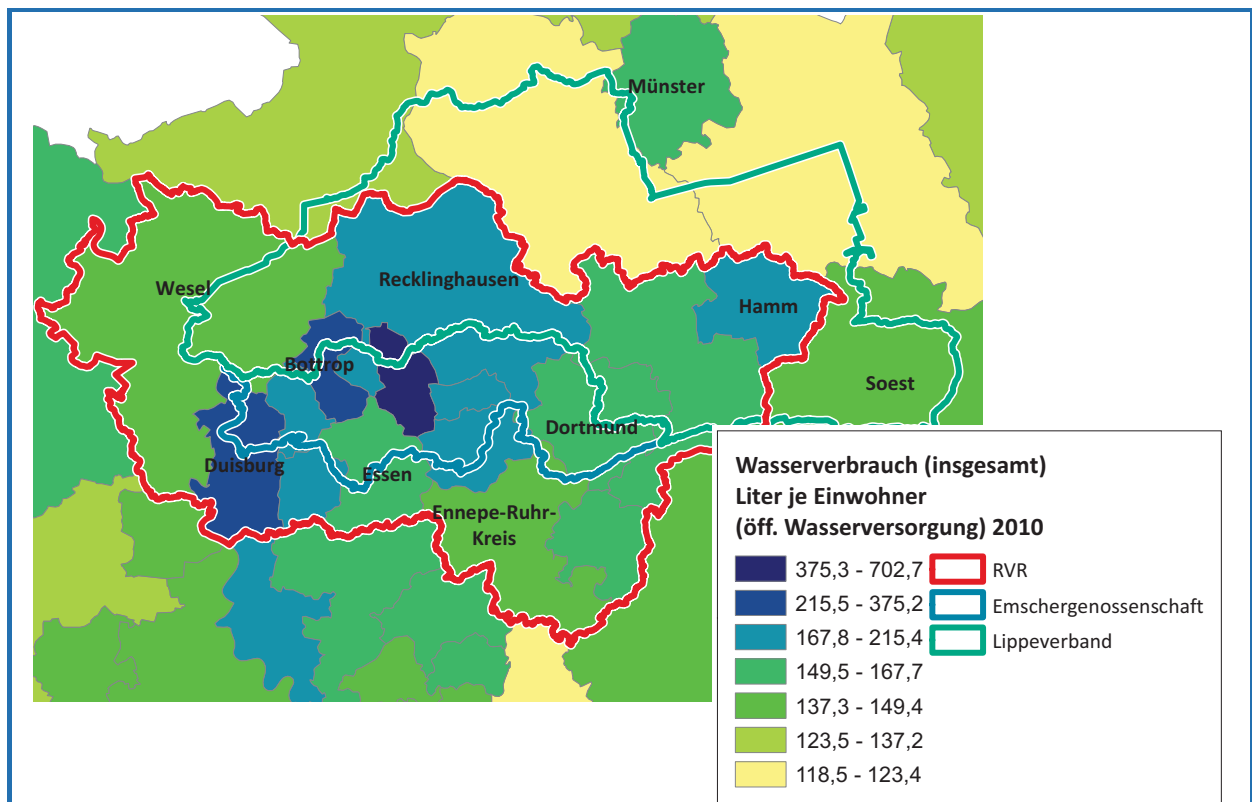 Münster
Recklinghausen
Wesel
Hamm
Bottrop
Soest
Dortmund
Duisburg
Essen
Ennepe-Ruhr-
Kreis
Wasserverbrauch (insgesamt)
Liter je Einwohner
(öff. Wasserversorgung) 2010
375,3 - 702,7
RVR
215,5 - 375,2
Emschergenossenschaft
167,8 - 215,4
Lippeverband
149,5 - 167,7
137,3 - 149,4
123,5 - 137,2
118,5 - 123,4